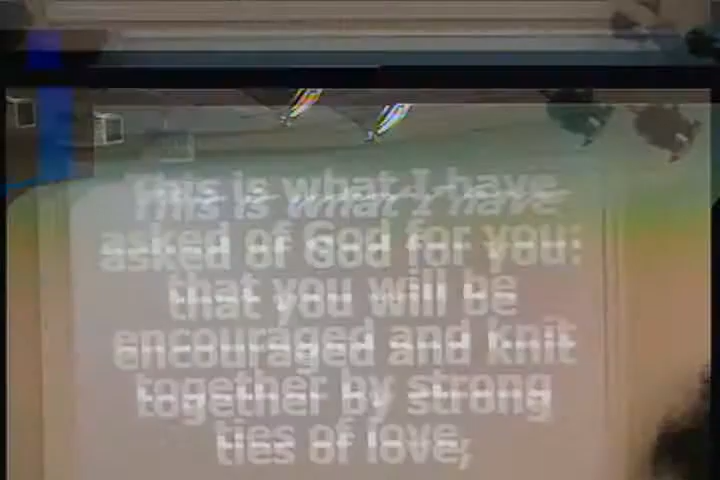 This is what I have
asked of God for you:
that you will be
encouraged and knit
together by strong
ties of love,